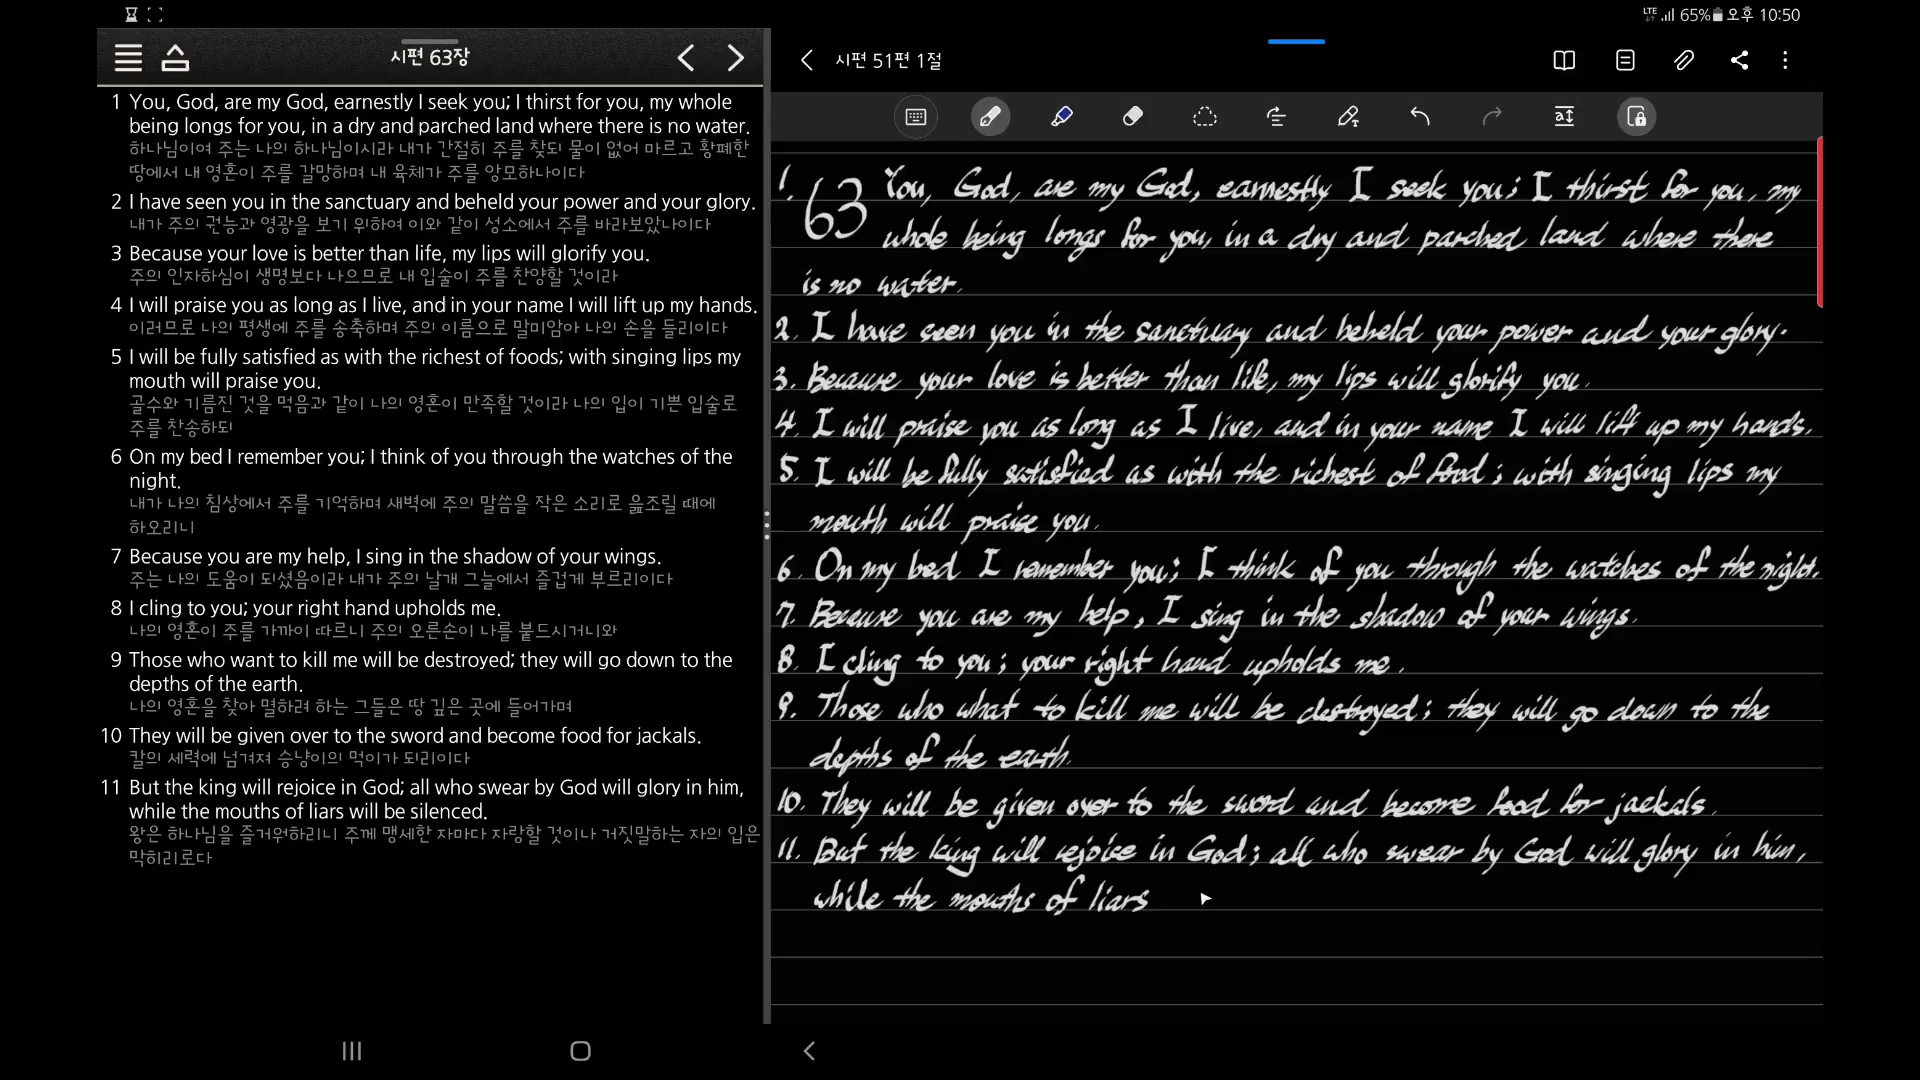 LTE 65% 오후 10:50
시편 63장
1 You, God, are my God, earnestly I seek you; I thirst for you, my whole
being longs for you, in a dry and parched land where there is no water.
하나님이여 주는 나의 하나님이시라 내가 간절히 주를 찾되 물이 없어 마르고 황폐한
땅에서 내 영혼이 주를 갈망하며 내 육체가 주를 앙모하나이다
2 I have seen you in the sanctuary and beheld your power and your glory.
내가 주의 권능과 영광을 보기 위하여 이와 같이 성소에서 주를 바라보았나이다
3 Because your love is better than life, my lips will glorify you.
주의 인자하심이 생명보다 나으므로 내 입술이 주를 찬양할 것이라
4 I will praise you as long as I live, and in your name I will lift up my hands.
이러므로 나의 평생에 주를 송축하며 주의 이름으로 말미암아 나의 손을 들리이다
5 I will be fully satisfied as with the richest of foods; with singing lips my
mouth will praise you.
골수와 기름진 것을 먹음과 같이 나의 영혼이 만족할 것이라 나의 입이 기쁜 입술로
주를 찬송하되
6 On my bed I remember you; I think of you through the watches of the
night.
내가 나의 침상에서 주를 기억하며 새벽에 주의 말씀을 작은 소리로 읊조릴 때에
하오리니
7 Because you are my help, I sing in the shadow of your wings.
주는 나의 도움이 되셨음이라 내가 주의 날개 그늘에서 즐겁게 부르리이다
8 I cling to you; your right hand upholds me.
나의 영혼이 주를 가까이 따르니 주의 오른손이 나를 붙드시거니와
9 Those who want to kill me will be destroyed; they will go down to the
depths of the earth.
나의 영혼을 찾아 멸하려 하는 그들은 땅 깊은 곳에 들어가며
10 They will be given over to the sword and become food for jackals.
칼의 세력에 넘겨져 승냥이의 먹이가 되리이다
11 But the king will rejoice in God; all who swear by God will glory in him,
while the mouths of liars will be silenced.
왕은 하나님을 즐거워하리니 주께 맹세한 자마다 자랑할 것이나 거짓말하는 자의 입은
막히리로다
시편 51편 1절
1. 63 You, God, are my God, earnestly I seek you; I thirst for you, my
whole being longs for you, in a dry and parched land where there
is no water.
2. I have seen you in the sanctuary and beheld your power and your glory.
3. Because your love is better than life, my lips will glorify you.
4. I will praise you as long as I live, and in your name I will lift up my hands.
5. I will be fully satisfied as with the richest of food; with singing lips my
mouth will praise you.
6. On my bed I remember you; I think of you through the watches of the night.
7. Because you are my help, I sing in the shadow of your wings.
8. I cling to you; your right hand upholds me.
9. Those who what to kill me will be destroyed; they will go down to the
depths of the earth.
10. They will be given over to the sword and become food for jackals.
11. But the king will rejoice in God; all who swear by God will glory in him,
while the mouths of liars